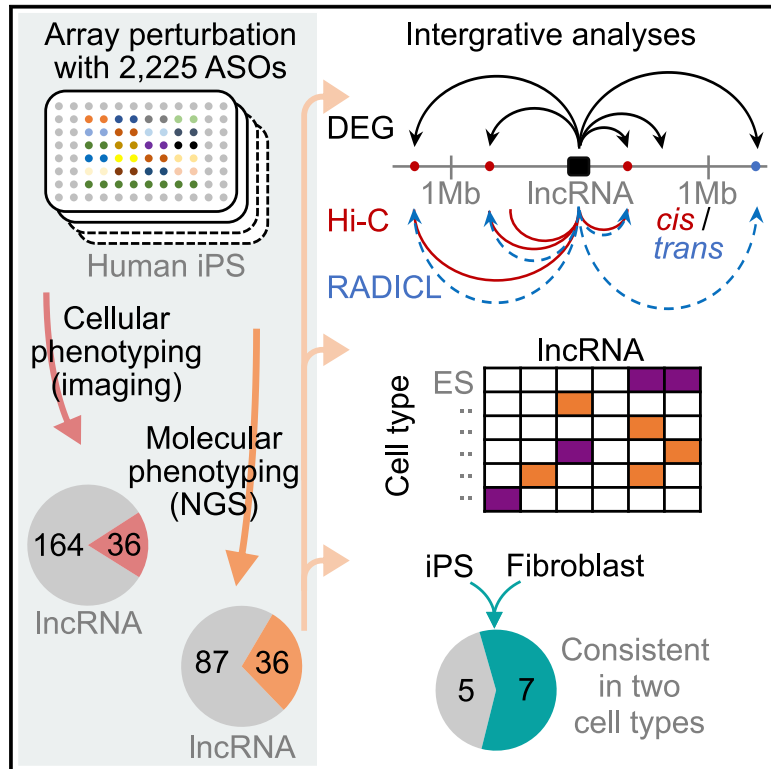 Array perturbation
with 2,225 ASOs
Human iPS
Cellular
phenotyping
(imaging)
Molecular
phenotyping
(NGS)
164
36
lncRNA
87
36
lncRNA
Intergrative analyses
DEG
1Mb
lncRNA
1Mb
Hi-C
cis /
trans
RADICL
lncRNA
ES
..
..
..
..
..
Cell type
iPS
Fibroblast
5
7
Consistent
in two
cell types